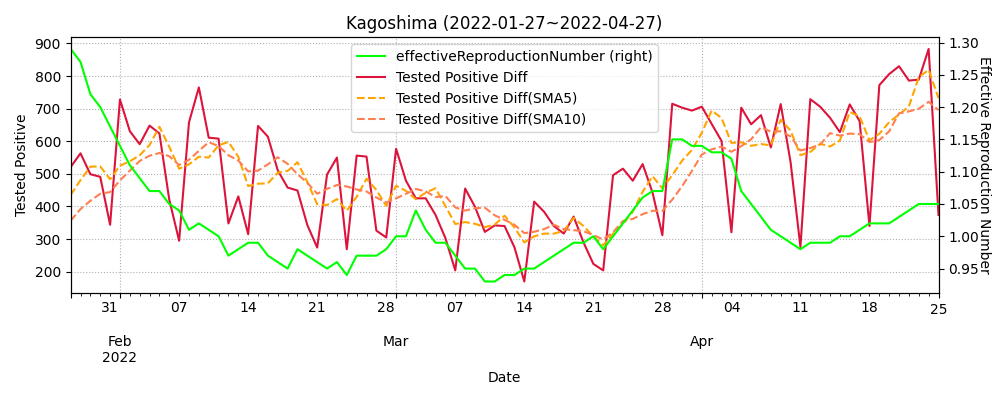 Kagoshima (2022-01-27~2022-04-27)
effectiveReproductionNumber (right)
Tested Positive Diff
Tested Positive Diff(SMA5)
Tested Positive Diff(SMA10)
Tested Positive
900
800
700
600
500
400
300
200
1.30
1.25
1.20
1.15
1.10
1.05
1.00
0.95
Effective Reproduction Number
31 07 14 21 28 07 14 21 28 04 11 18 25
Feb Mar Apr
2022
Date